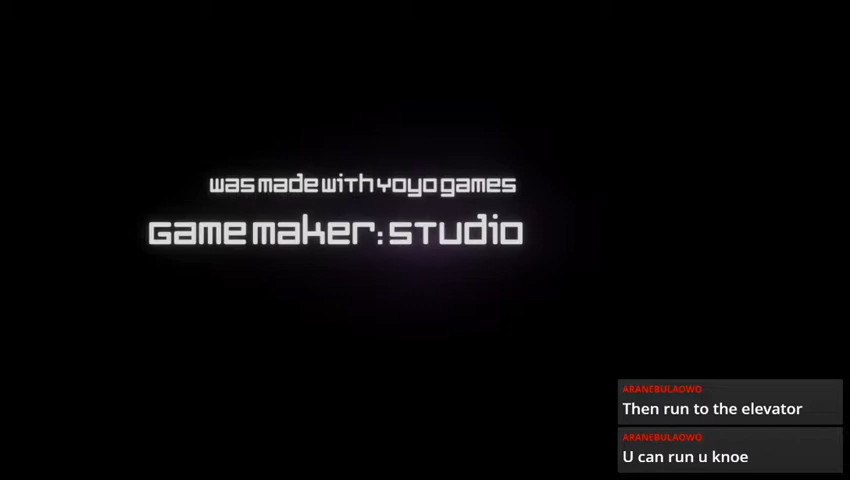 was made with yoyo games
Game maker: studio
ARANEBULAOWO
Then run to the elevator
ARANEBULAOWO
U can run u knoe